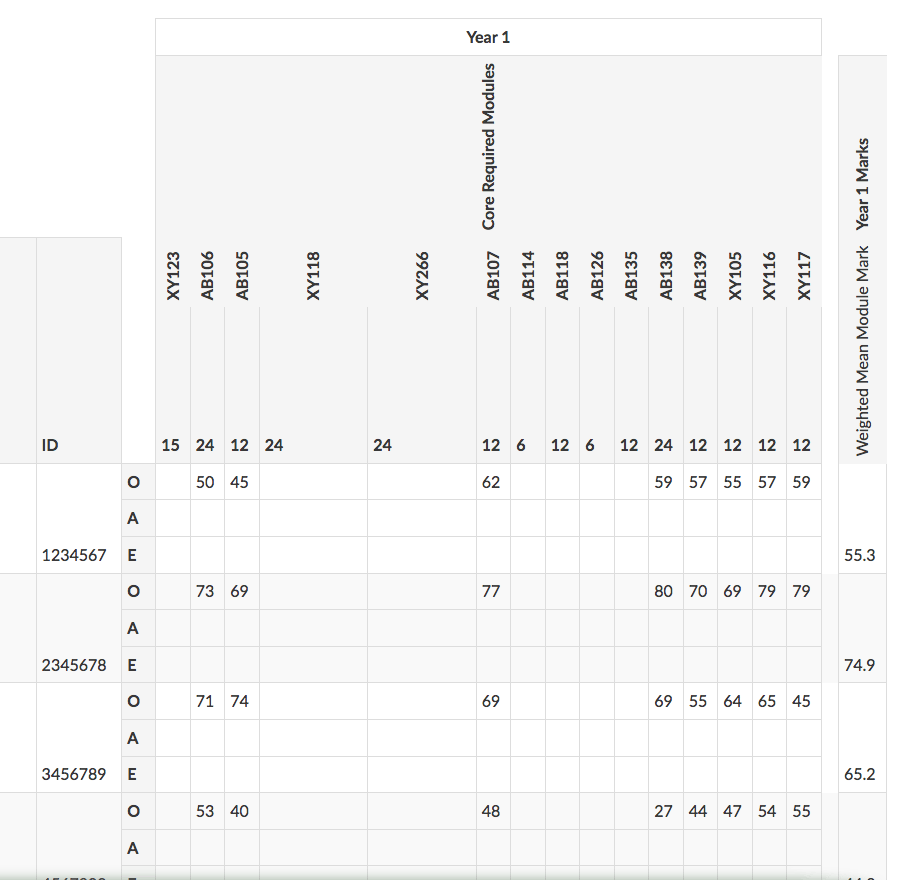 Year 1
Core Required Modules
Year 1 Marks
XY123 AB106 AB105 XY118 XY266 AB107 AB114 AB118 AB126 AB135 AB138 AB139 XY105 XY116 XY117
Weighted Mean Module Mark
ID 15 24 12 24 24 12 6 12 6 12 24 12 12 12 12
O 50 45 62 59 57 55 57 59
A
1234567 E 55.3
O 73 69 77 80 70 69 79 79
A
2345678 E 74.9
O 71 74 69 69 55 64 65 45
A
3456789 E 65.2
O 53 40 48 27 44 47 54 55
A